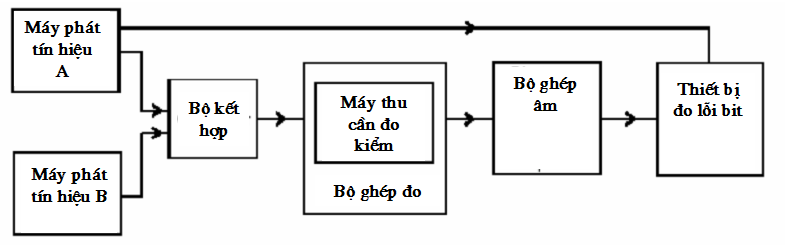 Máy phát
tín hiệu
A
Máy phát
tín hiệu B
Bộ kết
hợp
Máy thu
cần đo
kiểm
Bộ ghép đo
Bộ ghép
âm
Thiết bị
đo lỗi bit